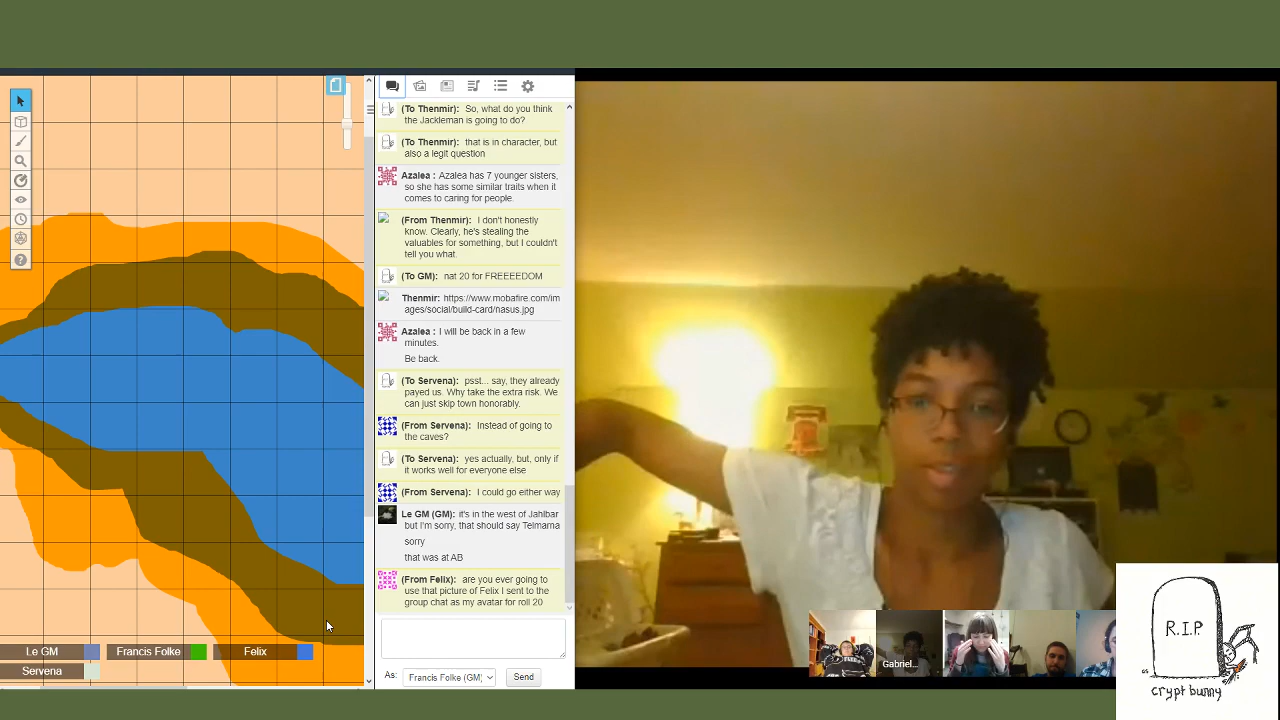 (To Thenmir): So, what do you think
the Jackleman is going to do?
(To Thenmir): that is in character, but
also a legit question
Azalea : Azalea has 7 younger sisters,
so she has some similar traits when it
comes to caring for people.
(From Thenmir): I don't honestly
know. Clearly, he's stealing the
valuables for something, but I couldn't
tell you what.
(To GM): nat 20 for FREEEEDOM
Thenmir: https://www.mobafire.com/im
ages/social/build-card/nasus.jpg
Azalea : I will be back in a few
minutes.
Be back.
(To Servena): psst... say, they already
payed us. Why take the extra risk. We
can just skip town honorably.
(From Servena): Instead of going to
the caves?
(To Servena): yes actually, but, only if
it works well for everyone else
(From Servena): I could go either way
Le GM (GM): it's in the west of Jahlbar
but I'm sorry, that should say Telmarna
sorry
that was at AB
(From Felix): are you ever going to
use that picture of Felix I sent to the
group chat as my avatar for roll 20
As: Francis Folke (GM) Send
Le GM Francis Folke Felix
Servena
Gabriel...
R.I.P
crypt bunny